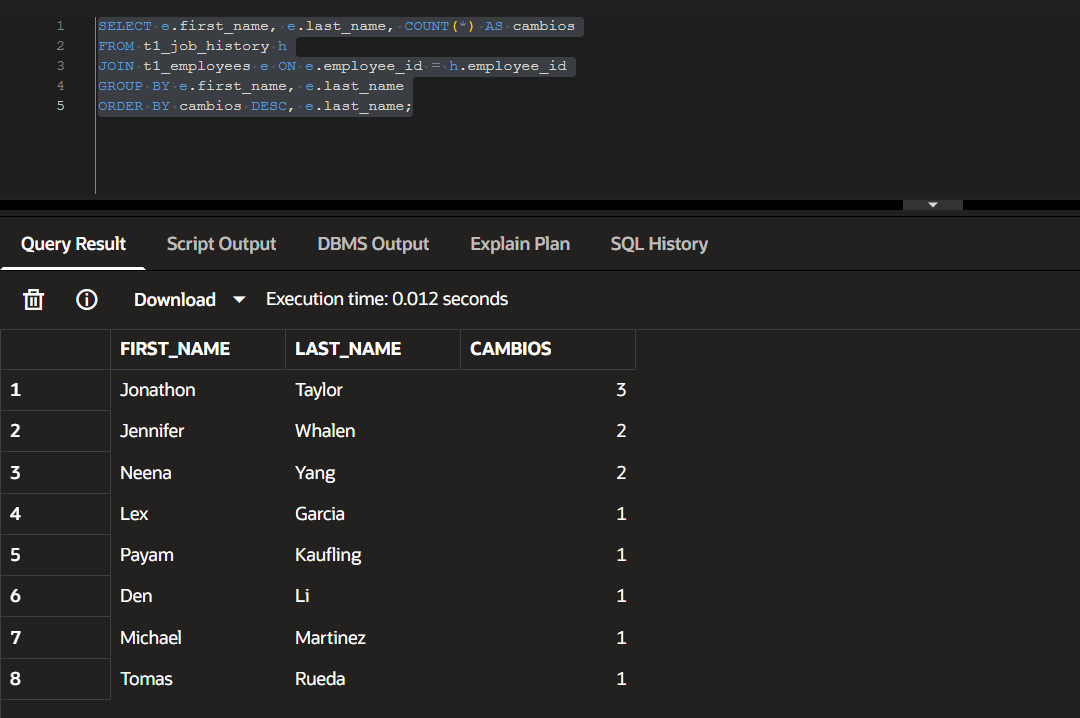 1 SELECT e.first_name, e.last_name, COUNT(*) AS cambios
2 FROM t1_job_history h
3 JOIN t1_employees e ON e.employee_id = h.employee_id
4 GROUP BY e.first_name, e.last_name
5 ORDER BY cambios DESC, e.last_name;
Query Result Script Output DBMS Output Explain Plan SQL History
Download Execution time: 0.012 seconds
FIRST_NAME LAST_NAME CAMBIOS
1 Jonathon Taylor 3
2 Jennifer Whalen 2
3 Neena Yang 2
4 Lex Garcia 1
5 Payam Kaufling 1
6 Den Li 1
7 Michael Martinez 1
8 Tomas Rueda 1